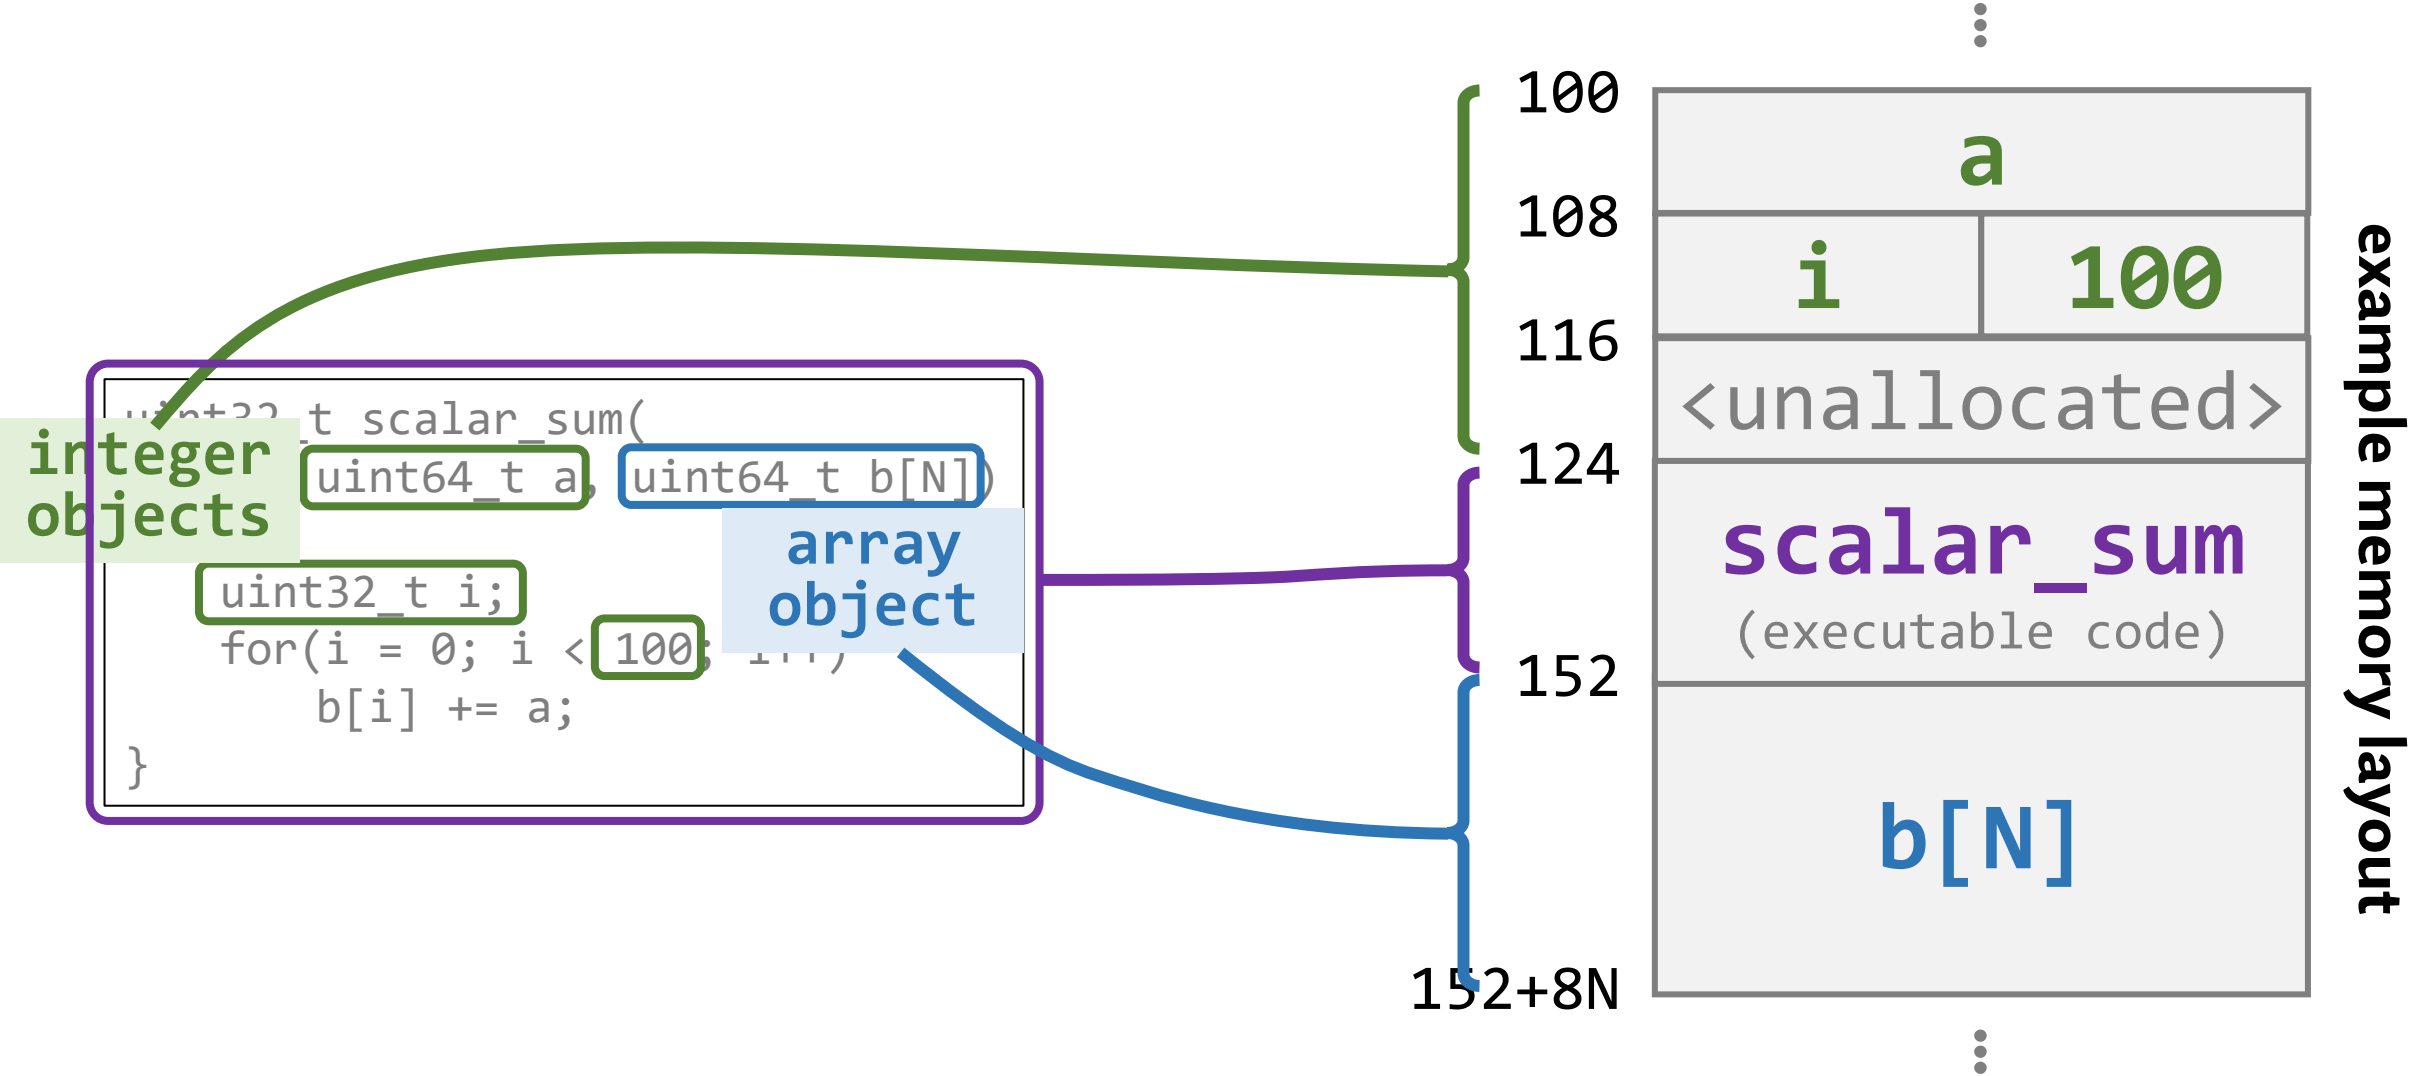 uint32_t scalar_sum(
uint64_t a, uint64_t b[N])
uint32_t i;
for(i = 0; i < 100; i++)
b[i] += a;
}
integer
objects
array
object
100
108
116
124
152
152+8N
a
i 100
<unallocated>
scalar_sum
(executable code)
b[N]
example memory layout